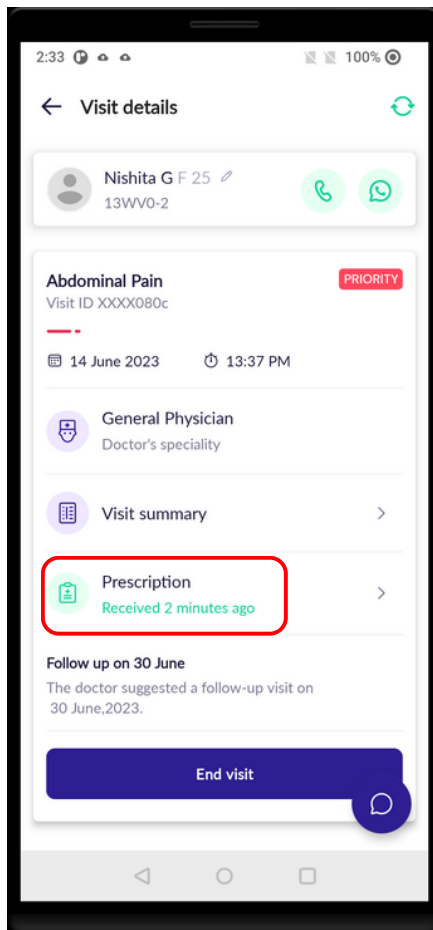 2:33 100%
Visit details
Nishita G F 25
13WV0-2
Abdominal Pain PRIORITY
Visit ID XXXX080c
14 June 2023 13:37 PM
General Physician
Doctor's speciality
Visit summary
Prescription
Received 2 minutes ago
Follow up on 30 June
The doctor suggested a follow-up visit on
30 June,2023.
End visit